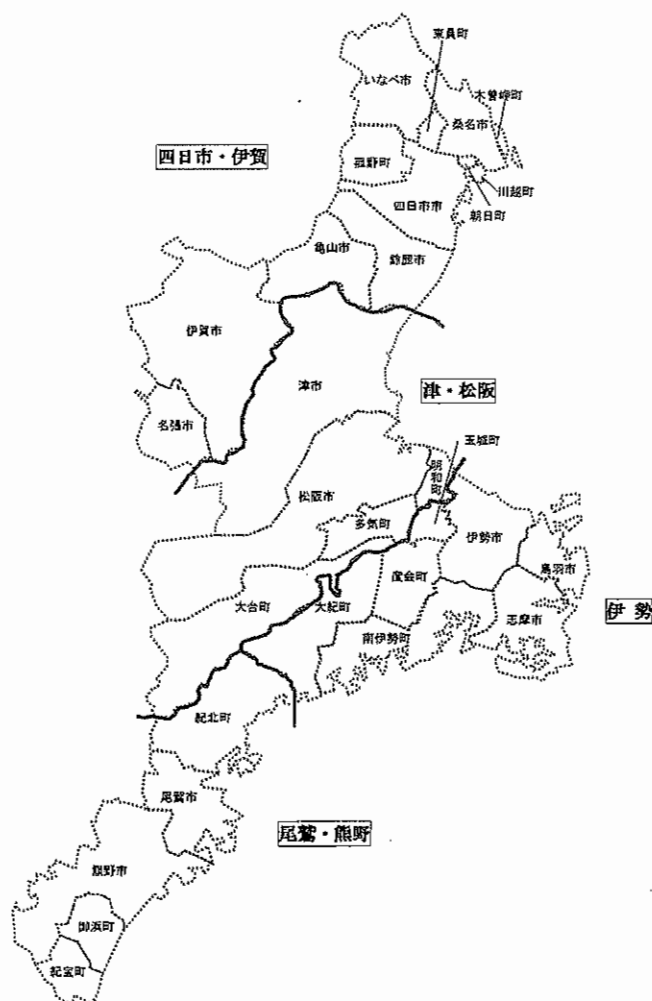 東員町
いなべ市
木曽岬町
桑名市
四日市・伊賀
菰野町
川越町
四日市市
朝日町
亀山市
鈴鹿市
伊賀市
津市
津・松阪
名張市
玉城町
明和町
松阪市
多気町
伊勢市
鳥羽市
度会町
大台町
大紀町
伊勢
志摩市
南伊勢町
紀北町
尾鷲市
尾鷲・熊野
熊野市
御浜町
紀宝町